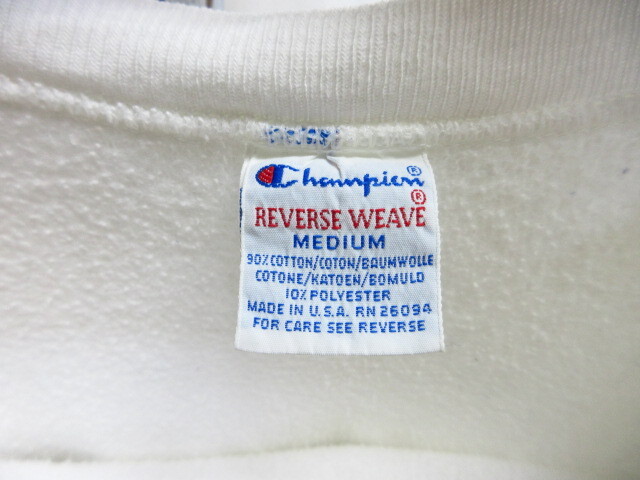 Champion®
REVERSE WEAVE®
MEDIUM
90% COTTON/COTON/BAUMWOLLE
COTONE/KATOEN/BOMULD
10% POLYESTER
MADE IN U.S.A. RN 26094
FOR CARE SEE REVERSE